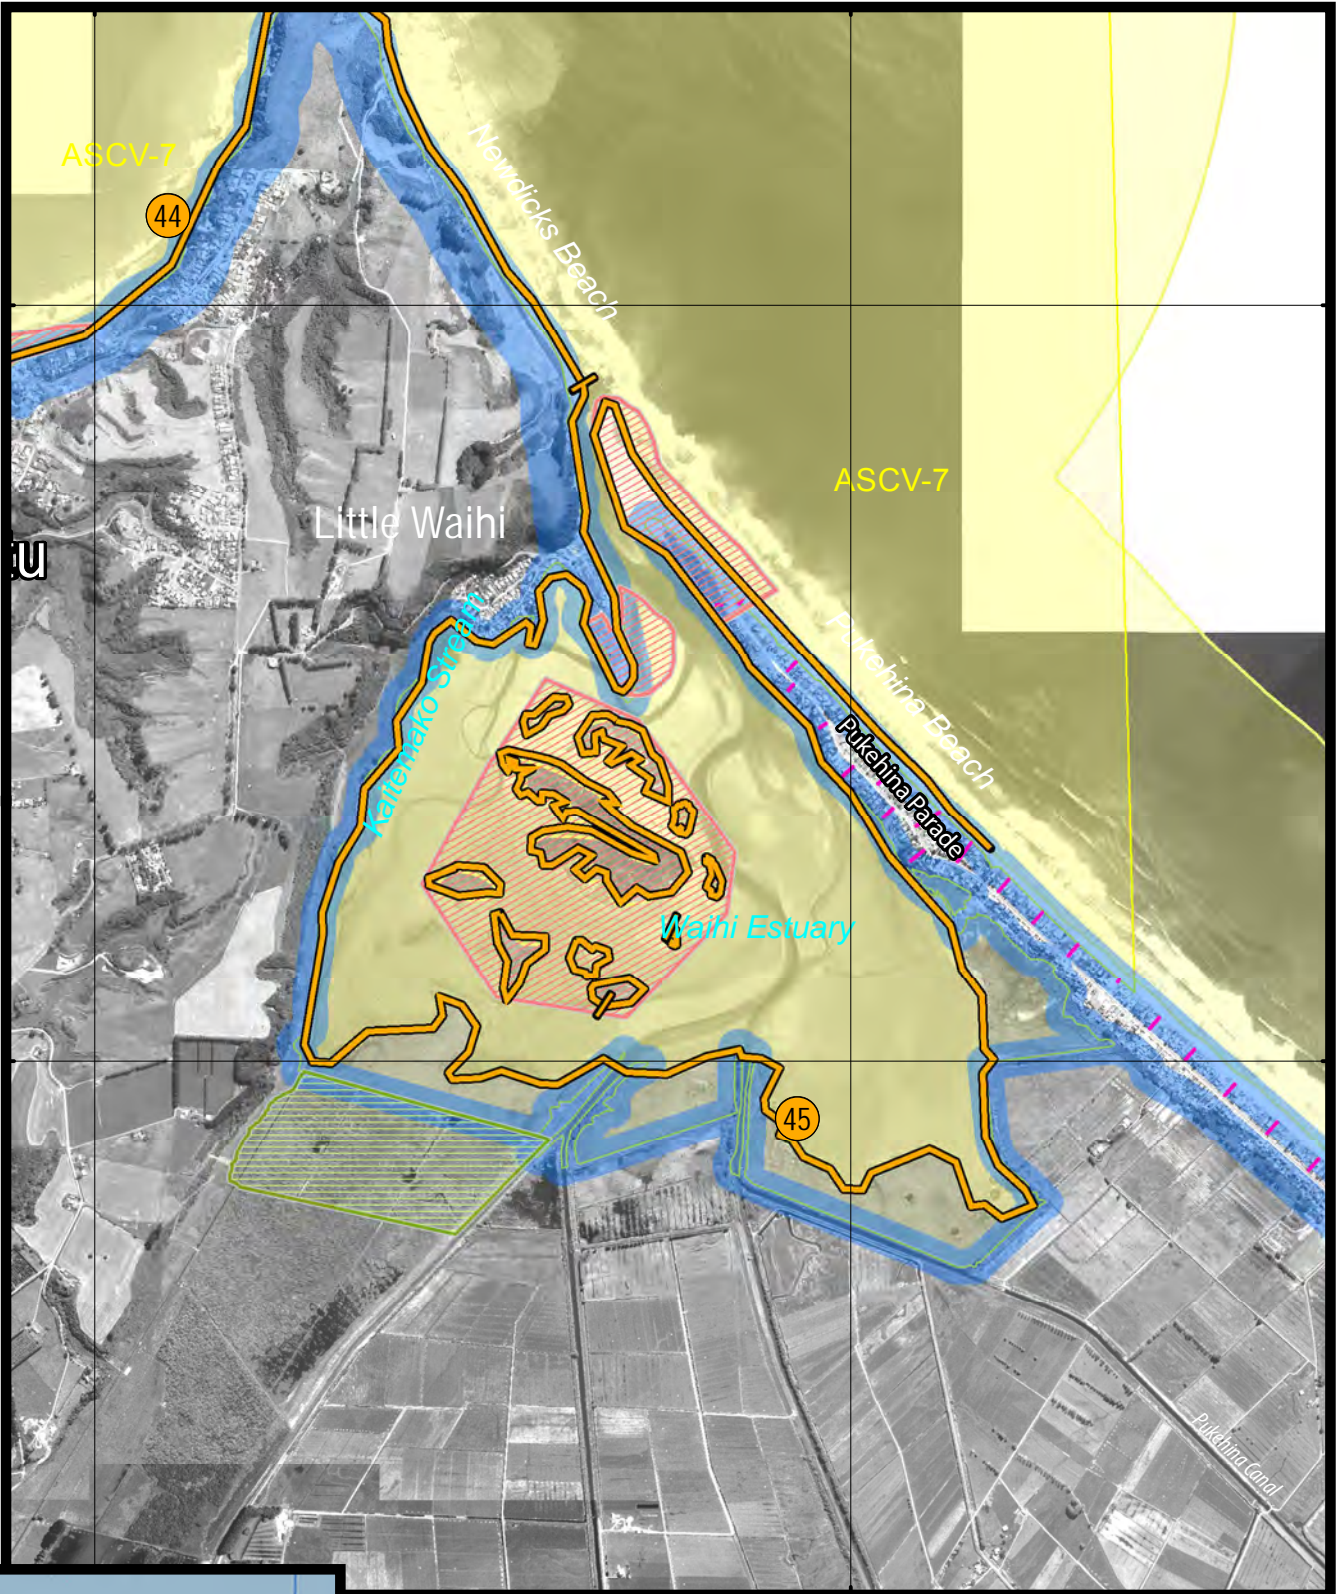 ASCV-7
44
Newdicks Beach
ASCV-7
Little Waihi
Kaitemako Stream
Pukehina Beach
Pukehina Parade
Waihi Estuary
45
Pukehina Canal